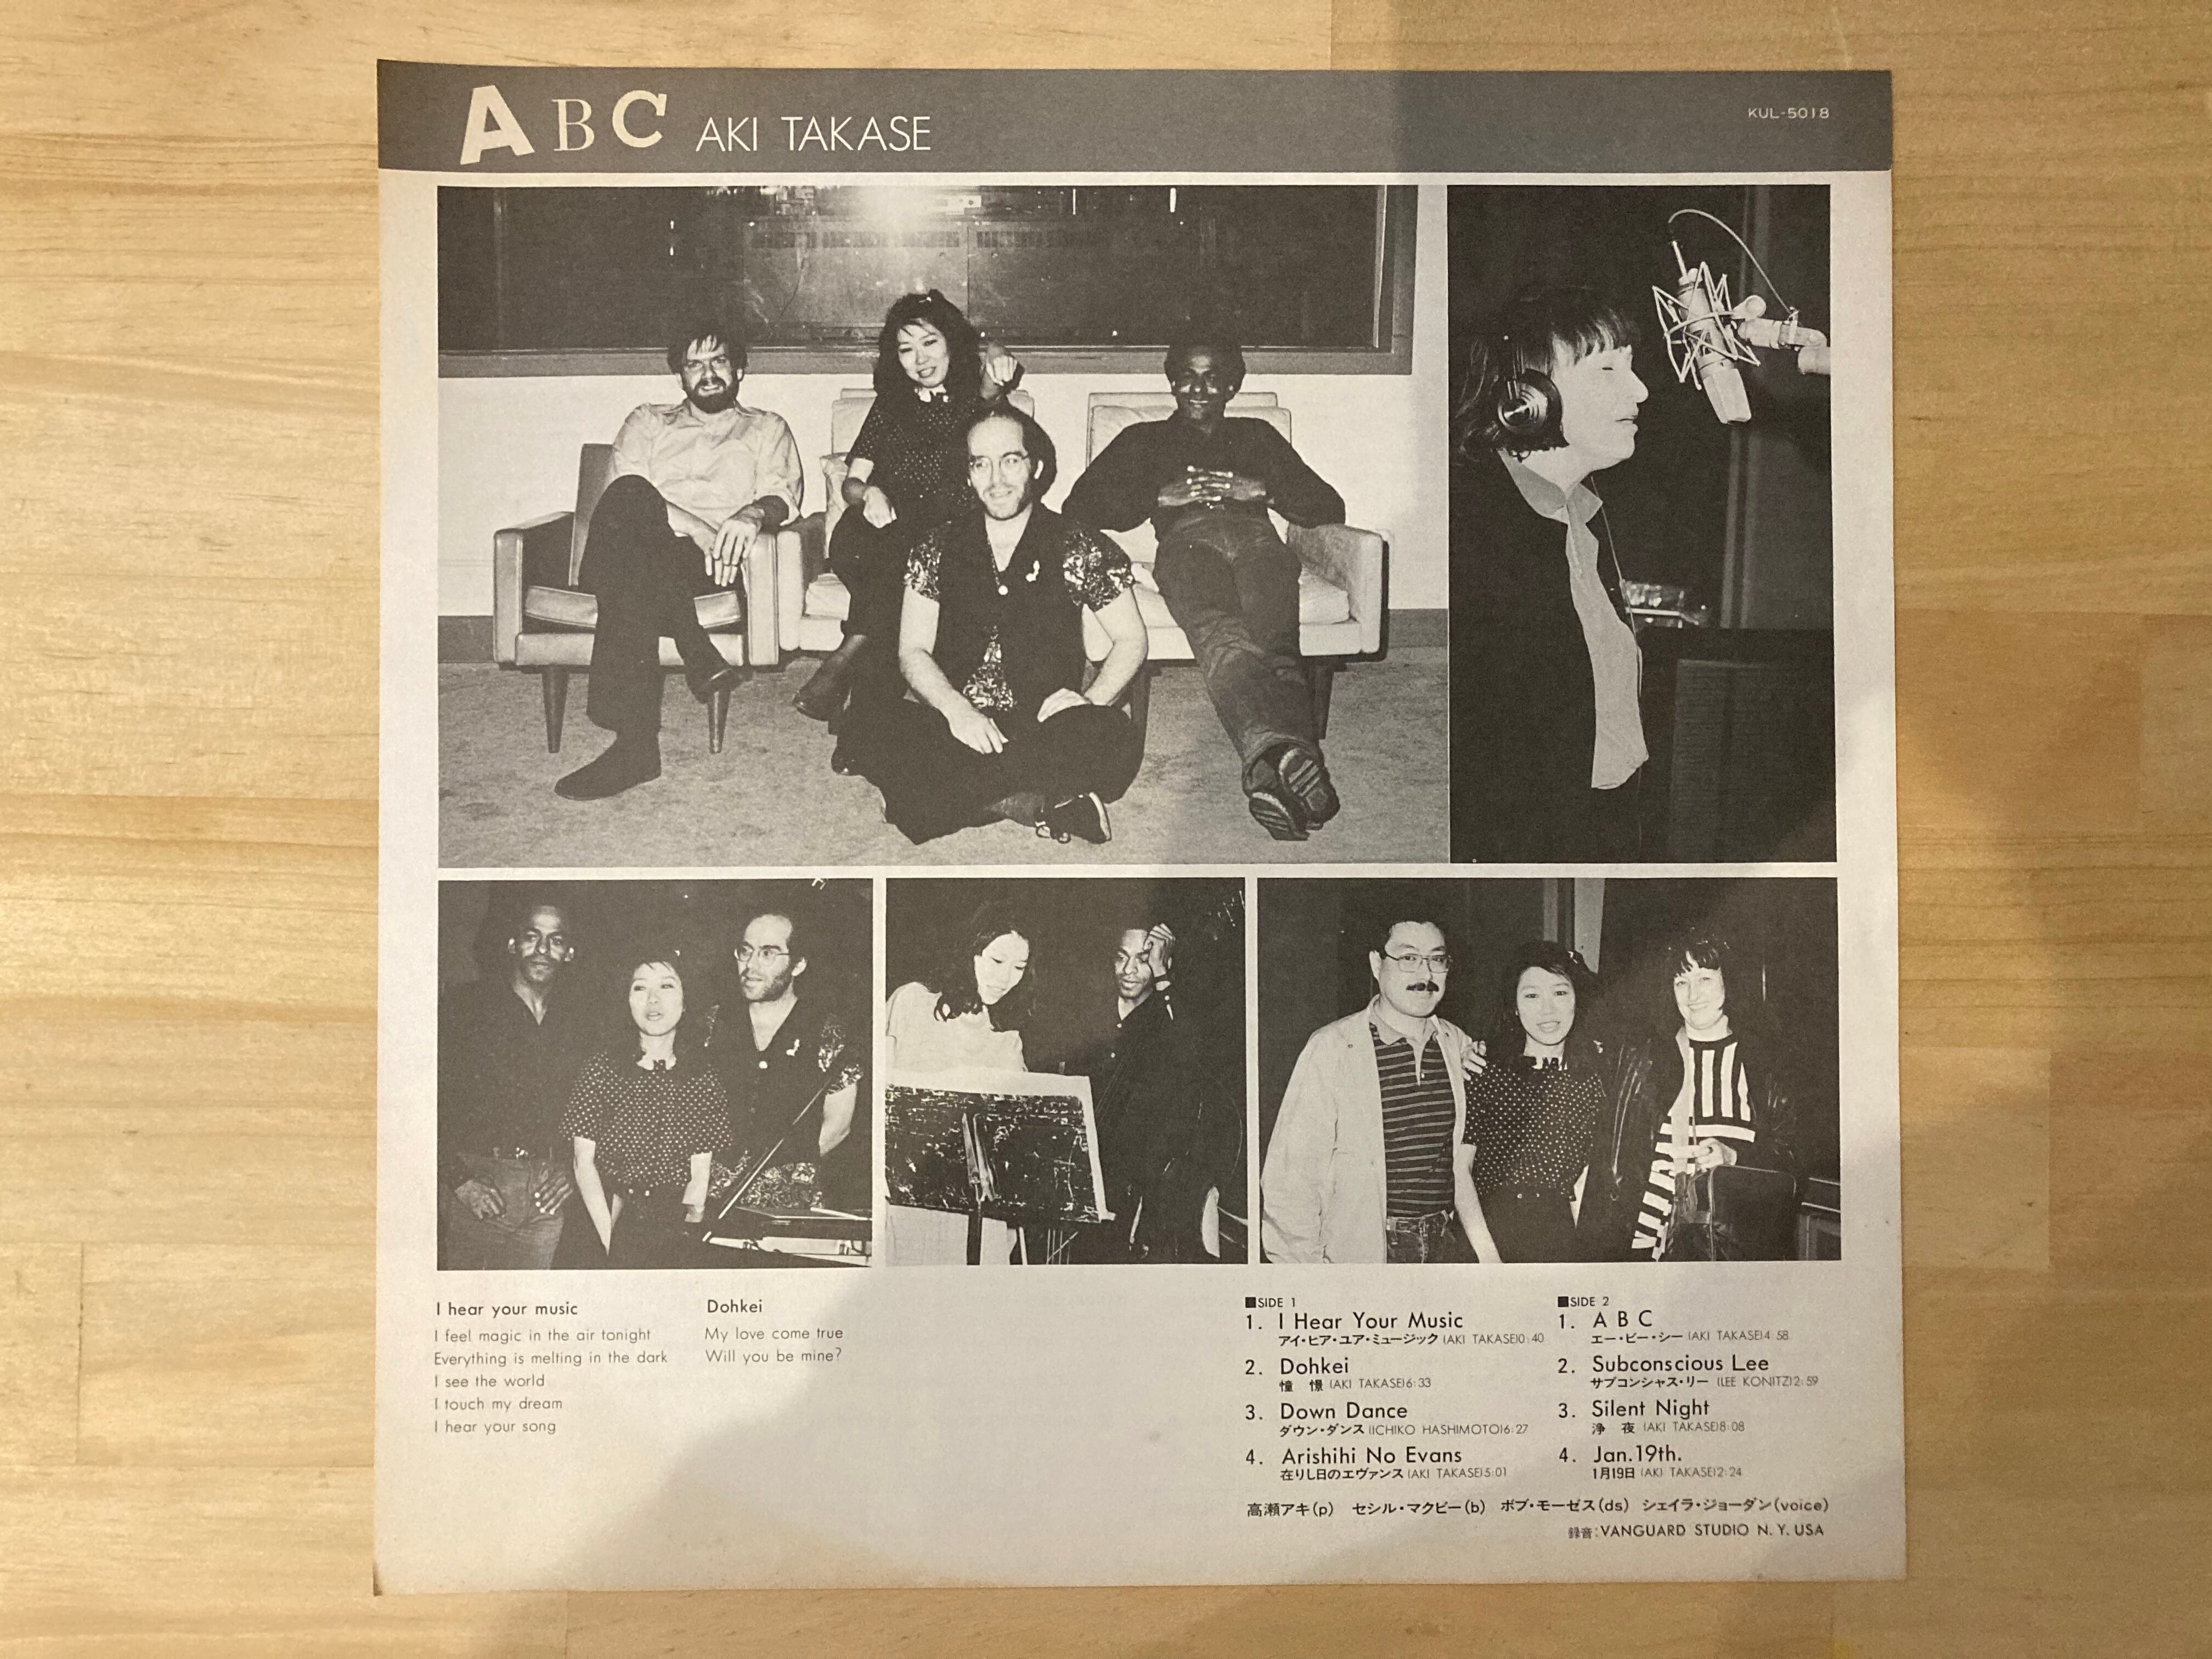 ABC AKI TAKASE
KUL-5018
I hear your music
I feel magic in the air tonight
Everything is melting in the dark
I see the world
I touch my dream
I hear your song
Dohkei
My love come true
Will you be mine?
■SIDE 1
1. I Hear Your Music
アイ・ヒア・ユア・ミュージック (AKI TAKASE)0:40
2. Dohkei
憧 憬 (AKI TAKASE)6:33
3. Down Dance
ダウン・ダンス (ICHIKO HASHIMOTO)6:27
4. Arishihi No Evans
在りし日のエヴァンス (AKI TAKASE)5:01
■SIDE 2
1. A B C
エー・ビー・シー (AKI TAKASE)4:58
2. Subconscious Lee
サブコンシャス・リー (LEE KONITZ)2:59
3. Silent Night
浄 夜 (AKI TAKASE)8:08
4. Jan.19th.
1月19日 (AKI TAKASE)2:24
高瀬アキ(p) セシル・マクビー(b) ボブ・モーゼス(ds) シェイラ・ジョーダン(voice)
録音:VANGUARD STUDIO N.Y. USA